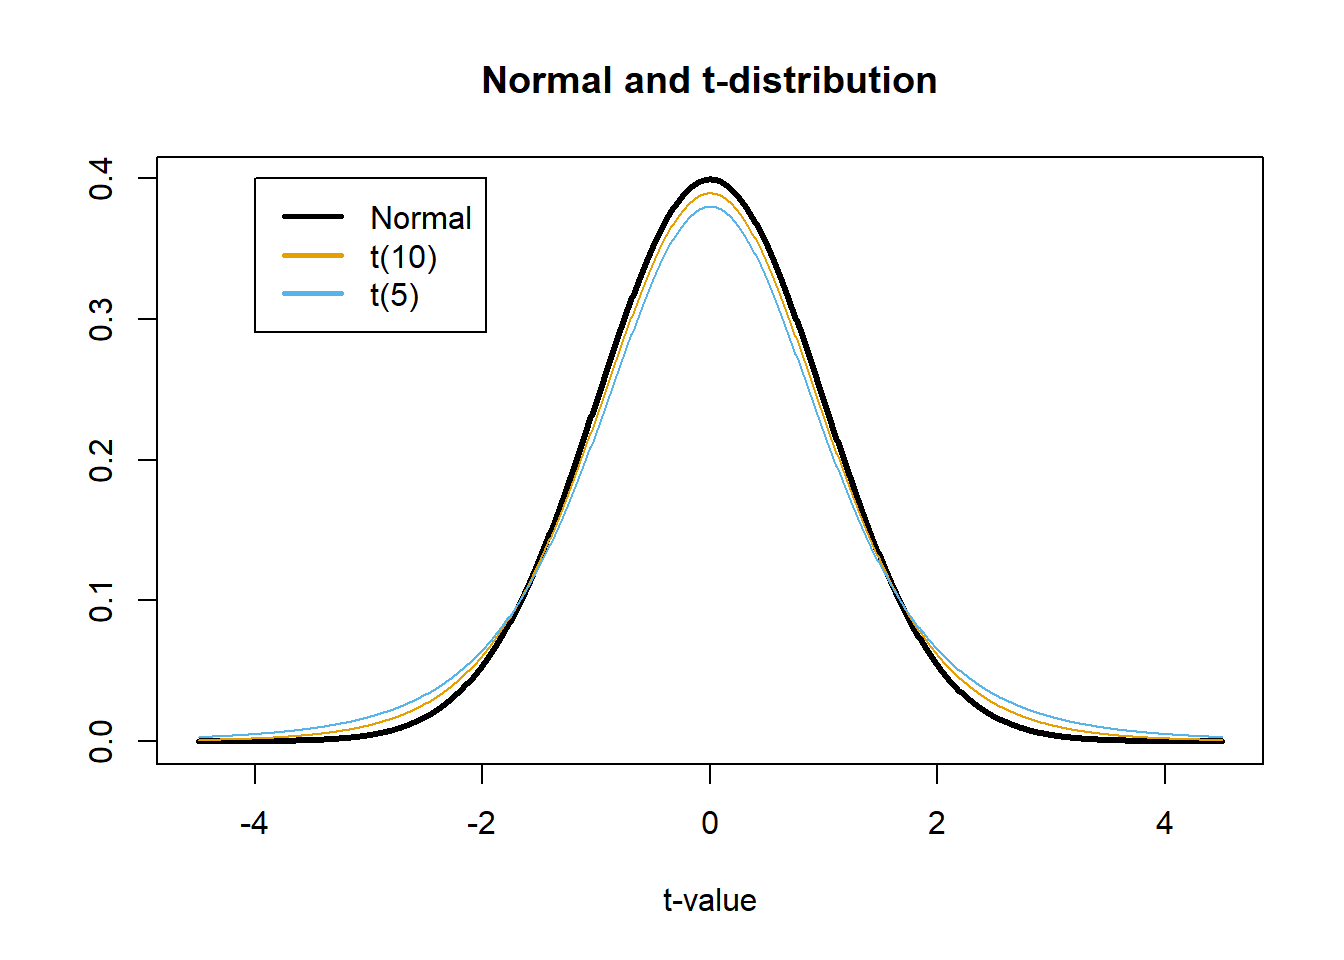 Normal and t-distribution
Normal
t(10)
t(5)
0.4
0.3
0.2
0.1
0.0
-4 -2 0 2 4
t-value